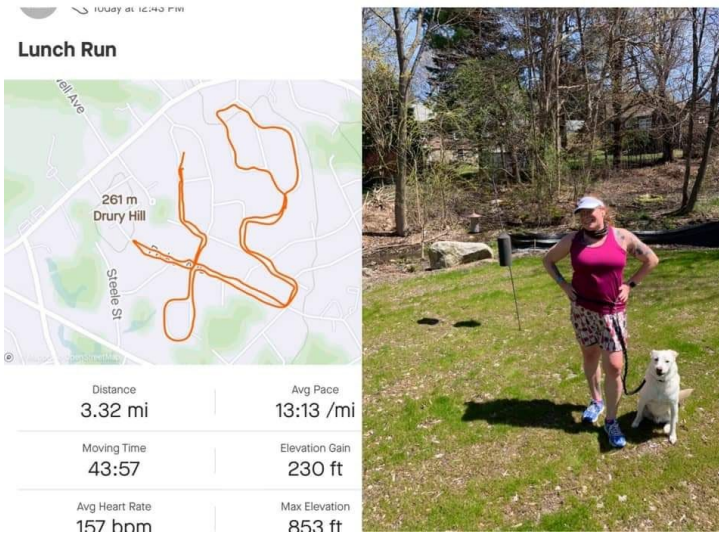 Today at 12:43 PM
Lunch Run
ell Ave
261 m
Drury Hill
Steele St
OpenStreetMap
Distance
Avg Pace
3.32 mi
13:13 /mi
Moving Time
Elevation Gain
43:57
230 ft
Avg Heart Rate
Max Elevation
157 bpm
853 ft